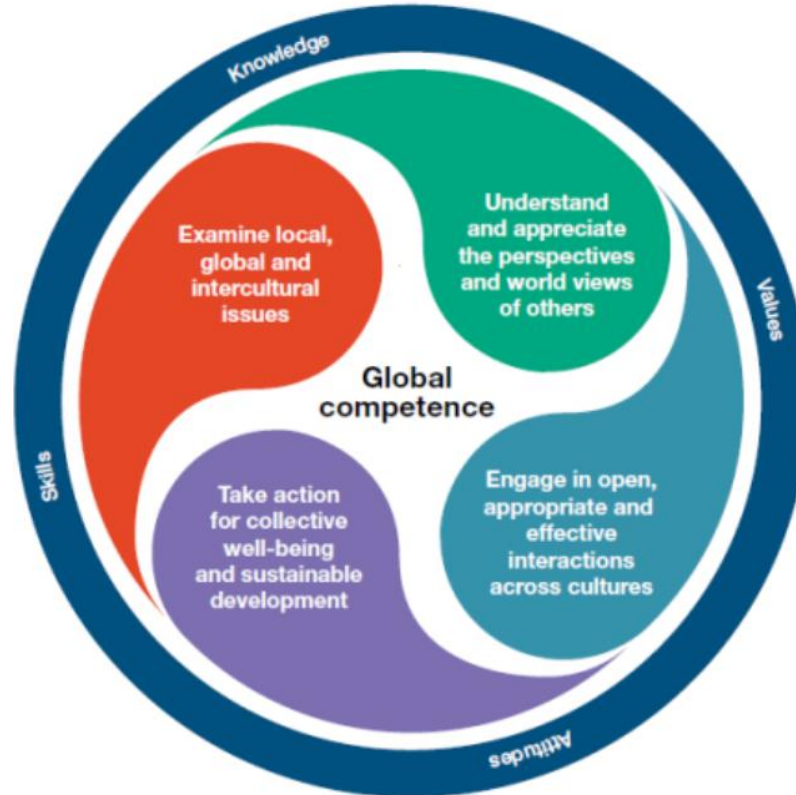 Knowledge
Understand
and appreciate
the perspectives
and world views
of others
Examine local,
global and
intercultural
issues
Values
Global
competence
Skills
Take action
for collective
well-being
and sustainable
development
Engage in open,
appropriate and
effective
interactions
across cultures
Attitudes